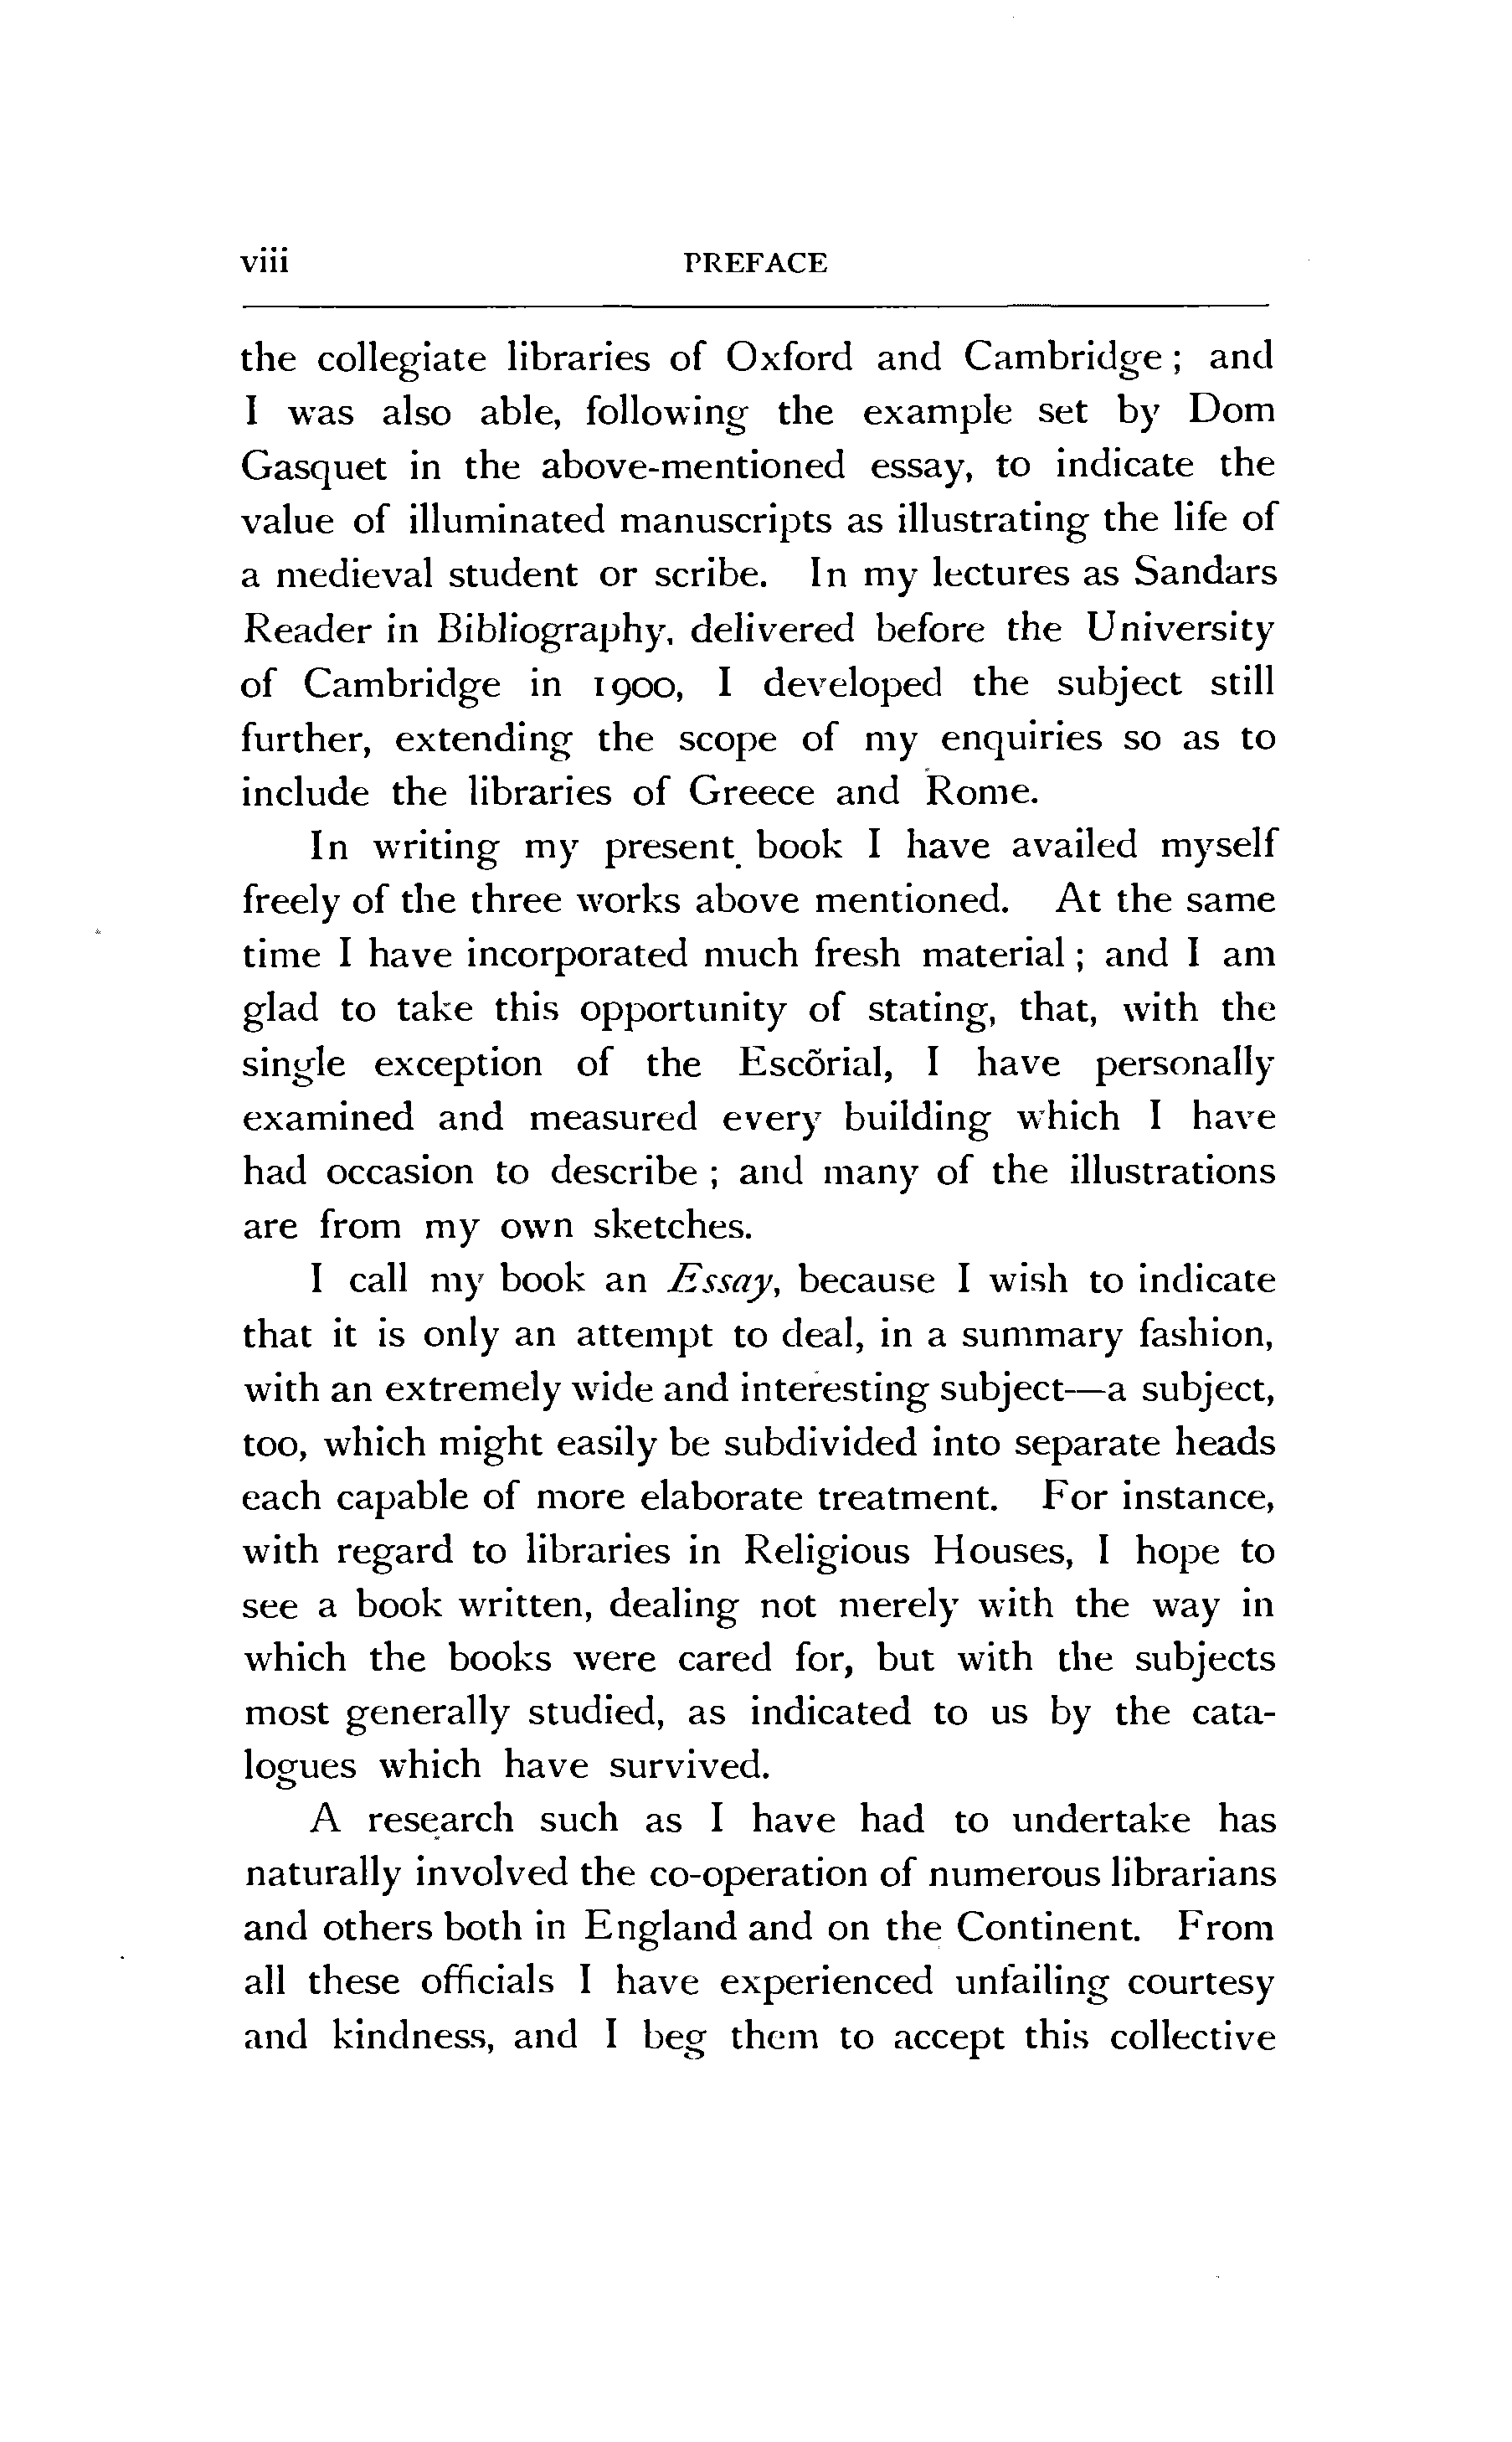 viii PREFACE
the collegiate libraries of Oxford and Cambridge; and
I was also able, following the example set by Dom
Gasquet in the above-mentioned essay, to indicate the
value of illuminated manuscripts as illustrating the life of
a medieval student or scribe. In my lectures as Sandars
Reader in Bibliography, delivered before the University
of Cambridge in 1900, I developed the subject still
further, extending the scope of my enquiries so as to
include the libraries of Greece and Rome.
In writing my present book I have availed myself
freely of the three works above mentioned. At the same
time I have incorporated much fresh material; and I am
glad to take this opportunity of stating, that, with the
single exception of the Escõrial, I have personally
examined and measured every building which I have
had occasion to describe; and many of the illustrations
are from my own sketches.
I call my book an Essay, because I wish to indicate
that it is only an attempt to deal, in a summary fashion,
with an extremely wide and interesting subject—a subject,
too, which might easily be subdivided into separate heads
each capable of more elaborate treatment. For instance,
with regard to libraries in Religious Houses, I hope to
see a book written, dealing not merely with the way in
which the books were cared for, but with the subjects
most generally studied, as indicated to us by the cata-
logues which have survived.
A research such as I have had to undertake has
naturally involved the co-operation of numerous librarians
and others both in England and on the Continent. From
all these officials I have experienced unfailing courtesy
and kindness, and I beg them to accept this collective